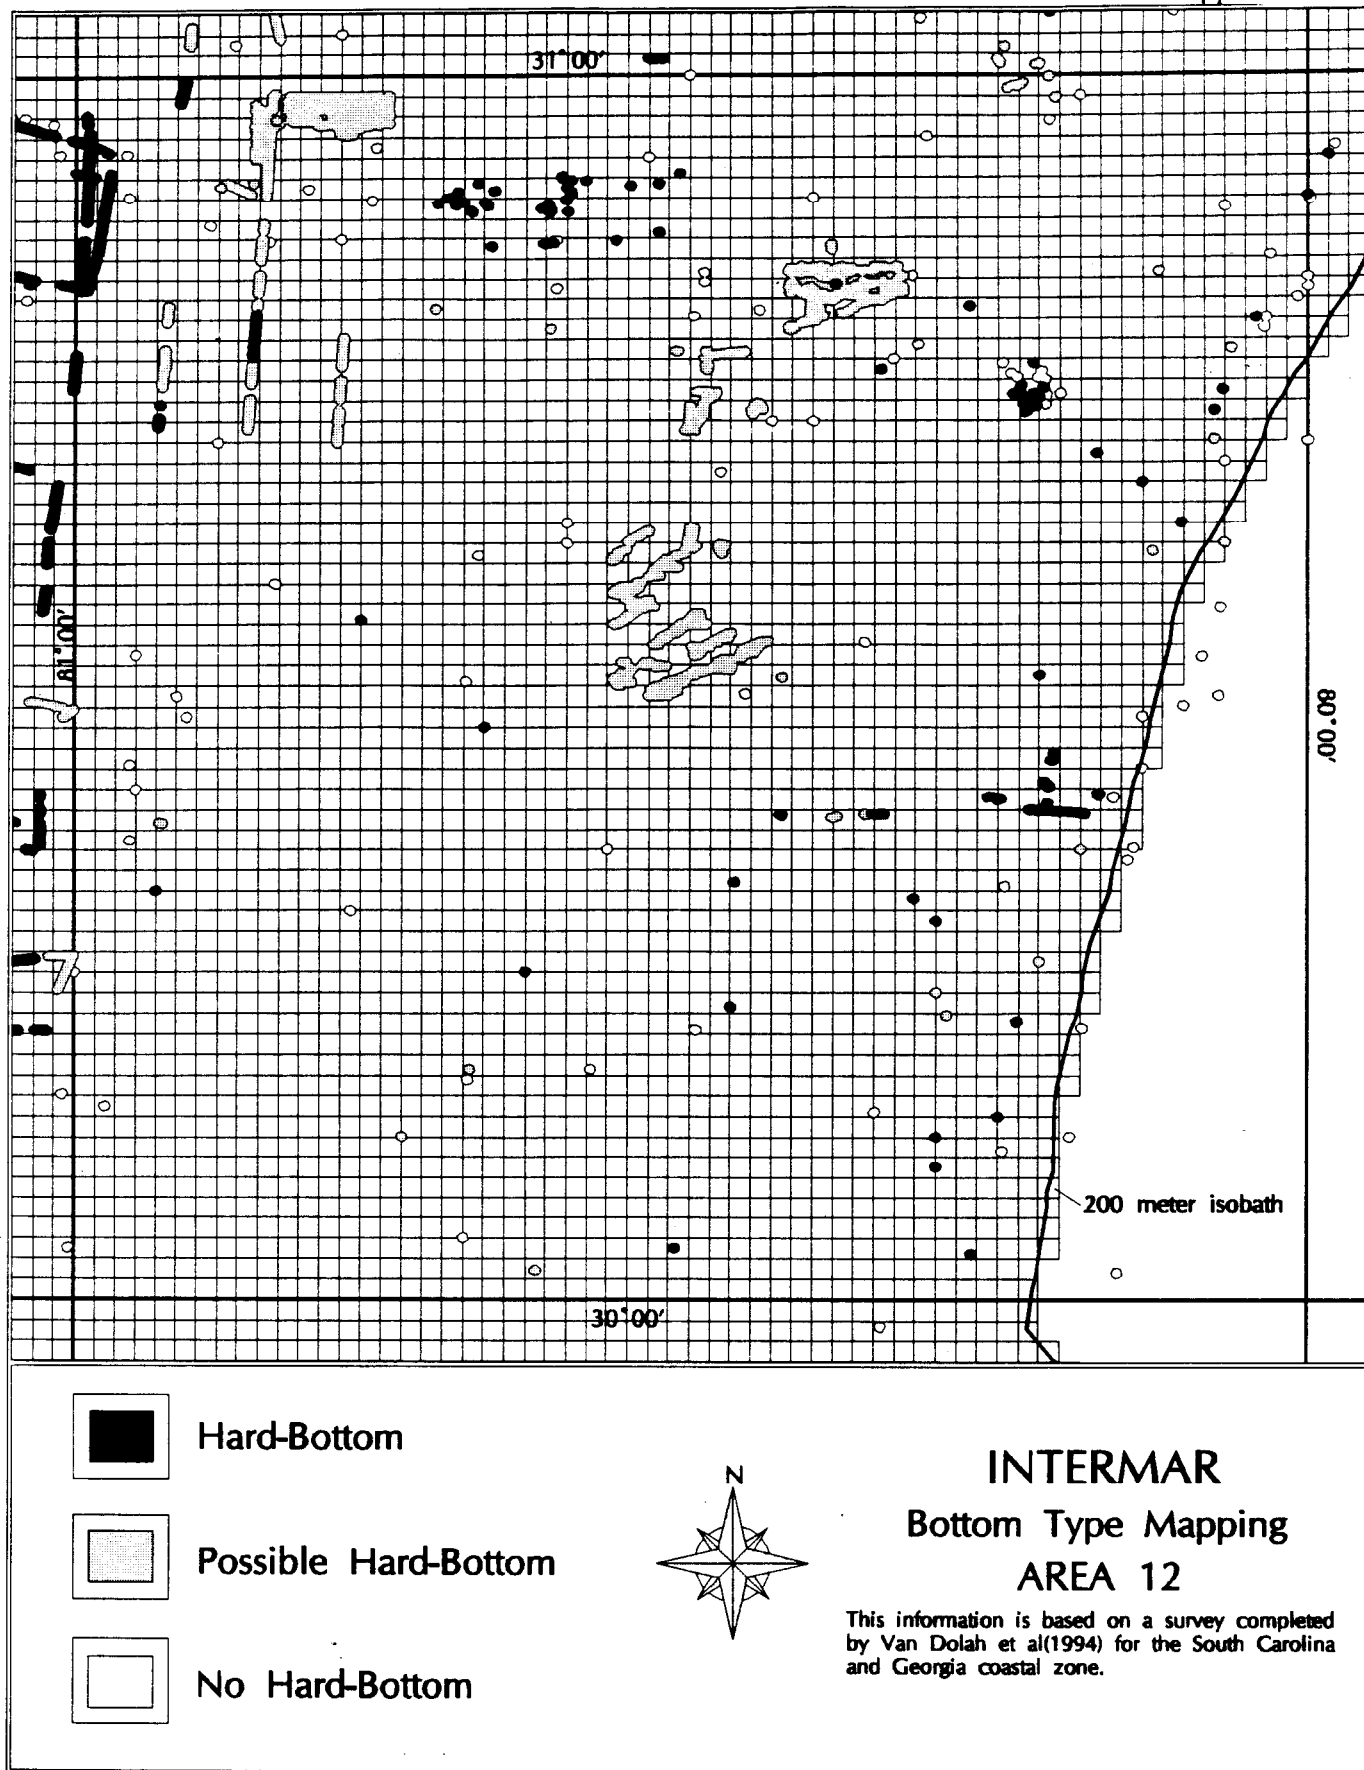 31°00′
81°00′
80°00′
200 meter isobath
30°00′
Hard-Bottom
Possible Hard-Bottom
No Hard-Bottom
N
INTERMAR
Bottom Type Mapping
AREA 12
This information is based on a survey completed
by Van Dolah et al(1994) for the South Carolina
and Georgia coastal zone.